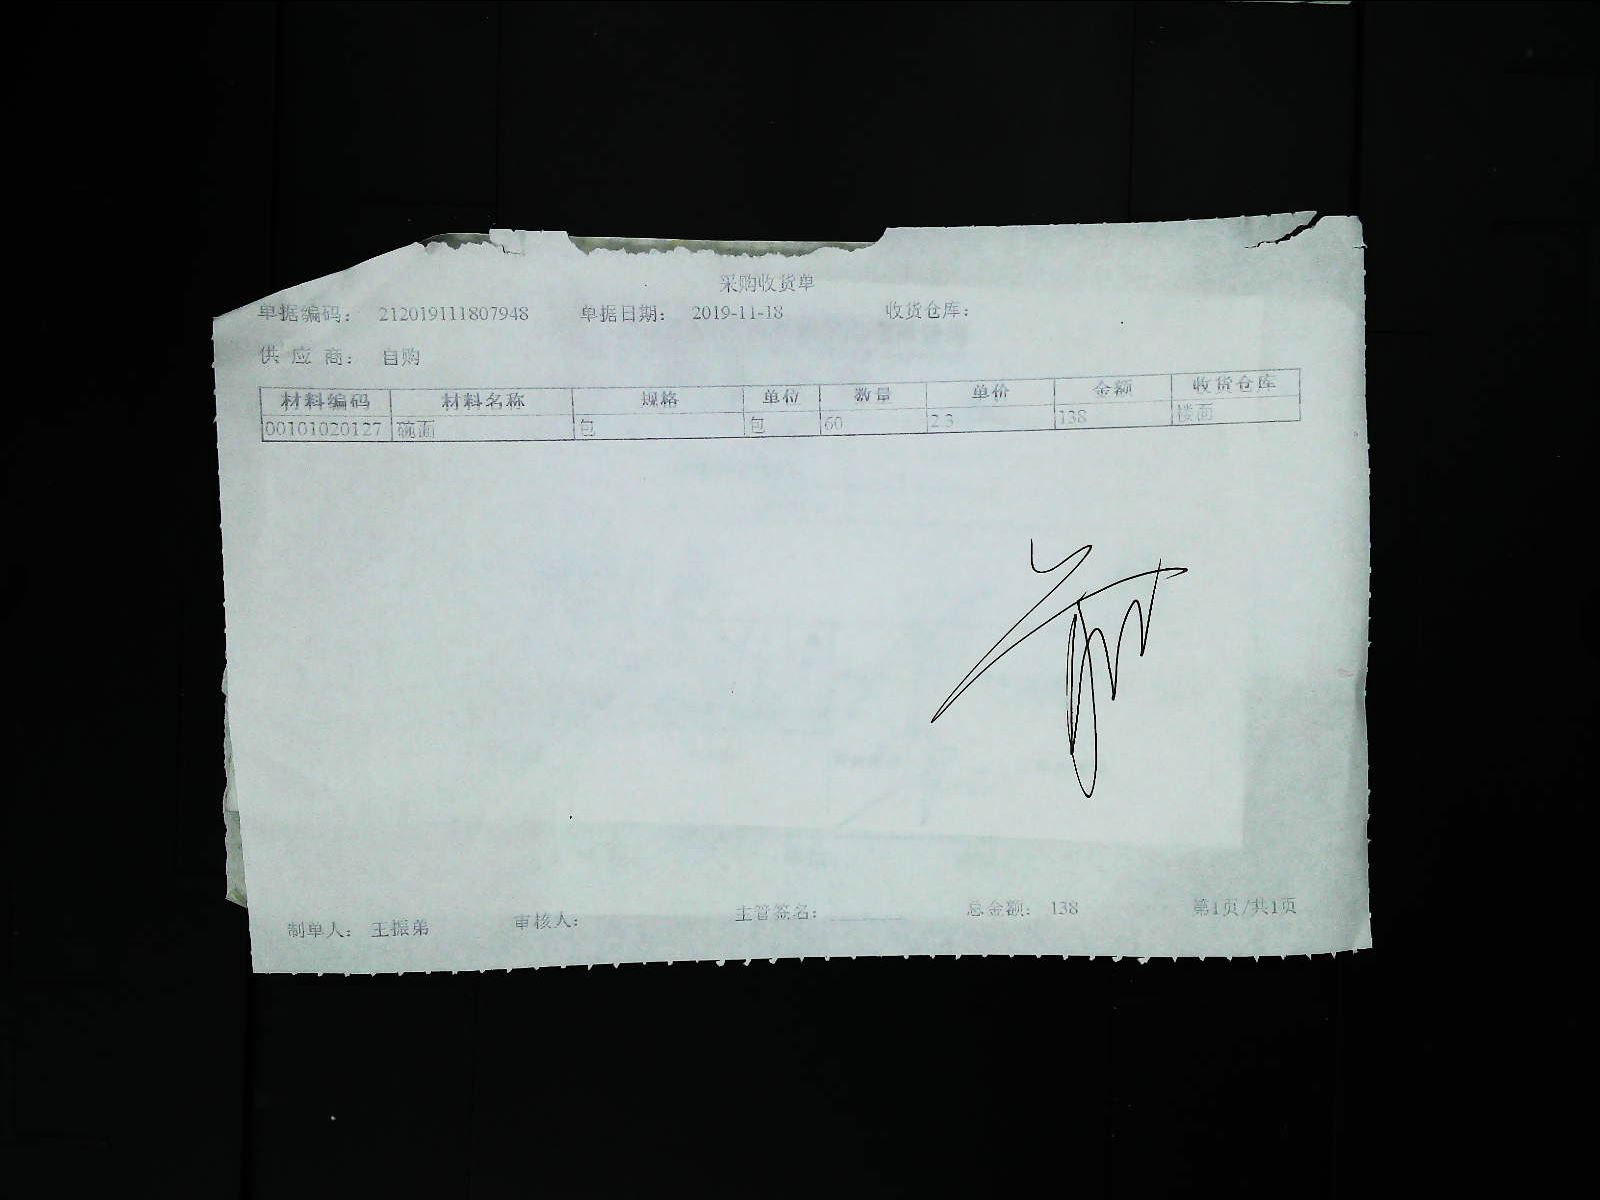 采购收货单
单据编码： 212019111807948 单据日期： 2019-11-18 收货仓库：
供 应 商： 自购
材料编码 材料名称 规格 单位 数量 单价 金额 收货仓库
00101020127 碗面 包 包 60 2.3 138 楼面
制单人： 王振弟 审核人： 主管签名： 总金额： 138 第1页/共1页